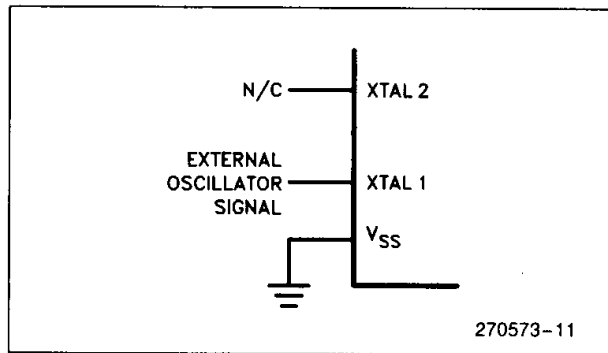 N/C XTAL 2
EXTERNAL
OSCILLATOR XTAL 1
SIGNAL
VSS
270573-11